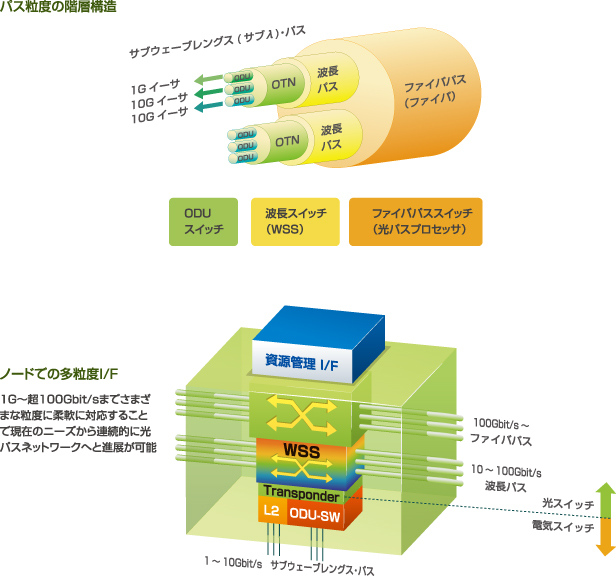 パス粒度の階層構造
サブウェーブレングス (サブλ)・パス
1G イーサ
10G イーサ
10G イーサ
ODU
ODU
ODU
OTN
波長
パス
ファイバパス
(ファイバ)
ODU
ODU
ODU
OTN
波長
パス
ODU
スイッチ
波長スイッチ
(WSS)
ファイバパススイッチ
(光パスプロセッサ)
資源管理 I/F
ノードでの多粒度I/F
1G〜超100Gbit/sまでさまざ
まな粒度に柔軟に対応すること
で現在のニーズから連続的に光
パスネットワークへと進展が可能
100Gbit/s〜
ファイバパス
WSS
10〜100Gbit/s
波長パス
Transponder
光スイッチ
L2
ODU-SW
電気スイッチ
1〜10Gbit/s サブウェーブレングス・パス